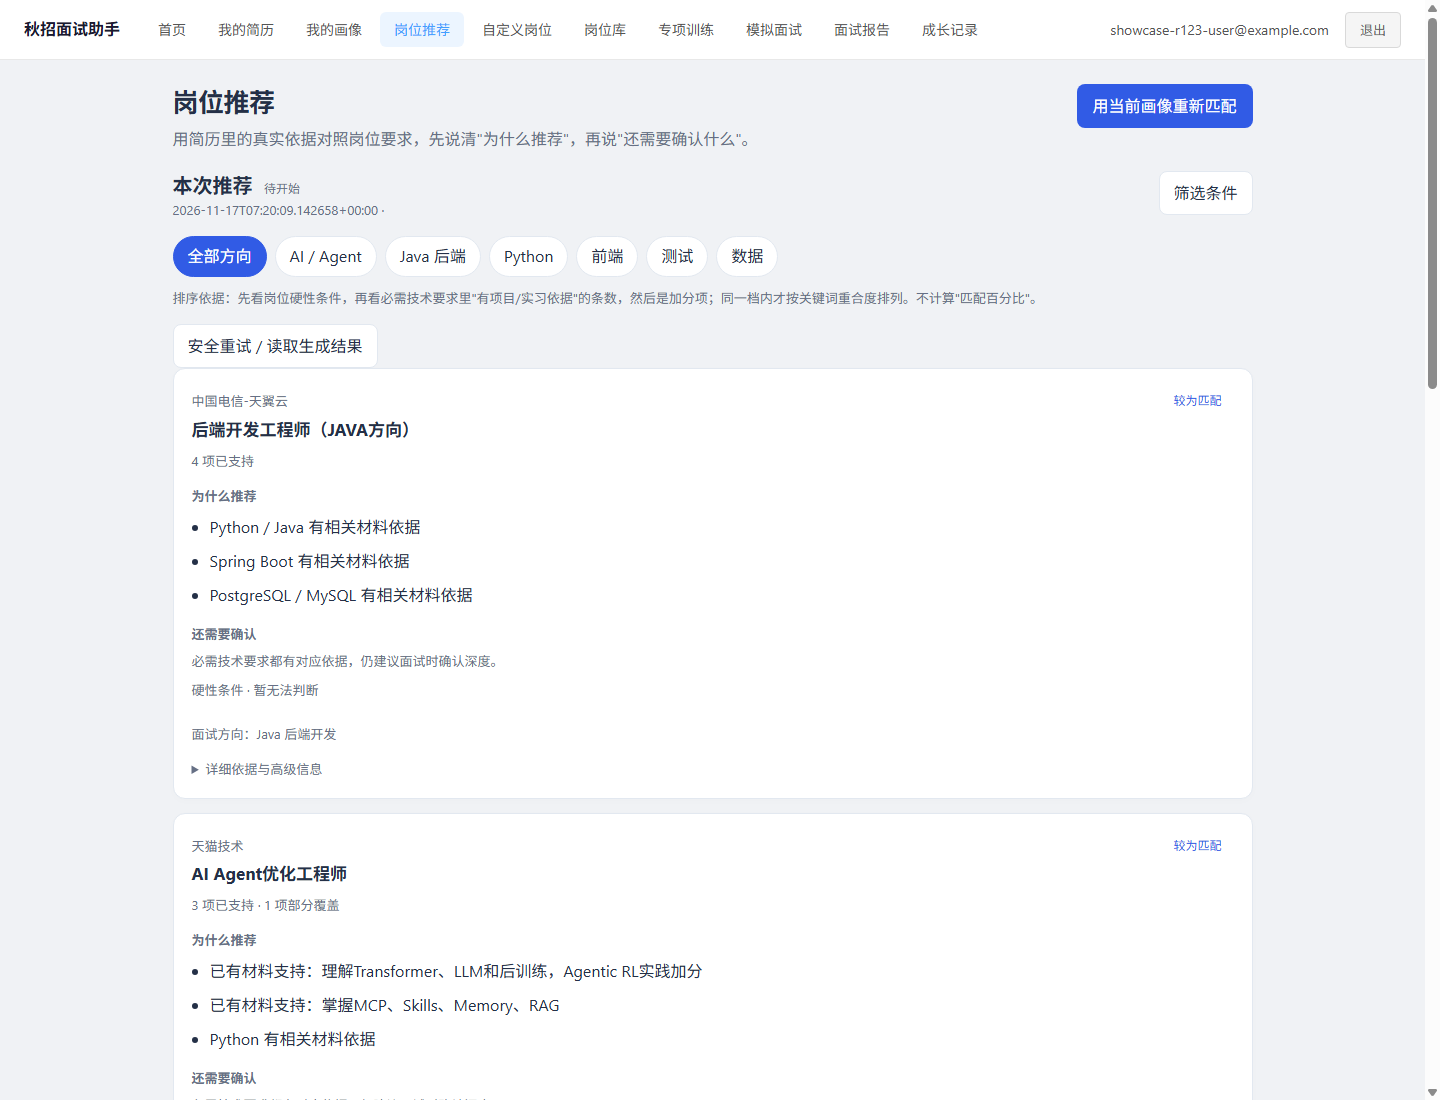 秋招面试助手 首页 我的简历 我的画像 岗位推荐 自定义岗位 岗位库 专项训练 模拟面试 面试报告 成长记录 showcase-r123-user@example.com 退出
岗位推荐
用当前画像重新匹配
用简历里的真实依据对照岗位要求，先说清"为什么推荐"，再说"还需要确认什么"。
本次推荐 待开始
筛选条件
2026-11-17T07:20:09.142658+00:00 ·
全部方向 AI / Agent Java 后端 Python 前端 测试 数据
排序依据：先看岗位硬性条件，再看必需技术要求里"有项目/实习依据"的条数，然后是加分项；同一档内才按关键词重合度排列。不计算"匹配百分比"。
安全重试 / 读取生成结果
中国电信-天翼云 较为匹配
后端开发工程师（JAVA方向）
4 项已支持
为什么推荐
Python / Java 有相关材料依据
Spring Boot 有相关材料依据
PostgreSQL / MySQL 有相关材料依据
还需要确认
必需技术要求都有对应依据，仍建议面试时确认深度。
硬性条件 · 暂无法判断
面试方向：Java 后端开发
▶ 详细依据与高级信息
天猫技术 较为匹配
AI Agent优化工程师
3 项已支持 · 1 项部分覆盖
为什么推荐
已有材料支持：理解Transformer、LLM和后训练，Agentic RL实践加分
已有材料支持：掌握MCP、Skills、Memory、RAG
Python 有相关材料依据
还需要确认